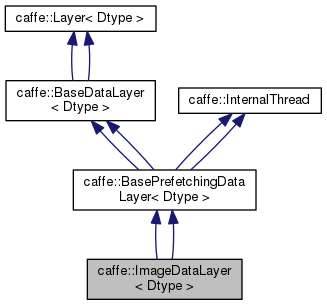 caffe::Layer< Dtype >
caffe::BaseDataLayer
< Dtype >
caffe::InternalThread
caffe::BasePrefetchingData
Layer< Dtype >
caffe::ImageDataLayer
< Dtype >